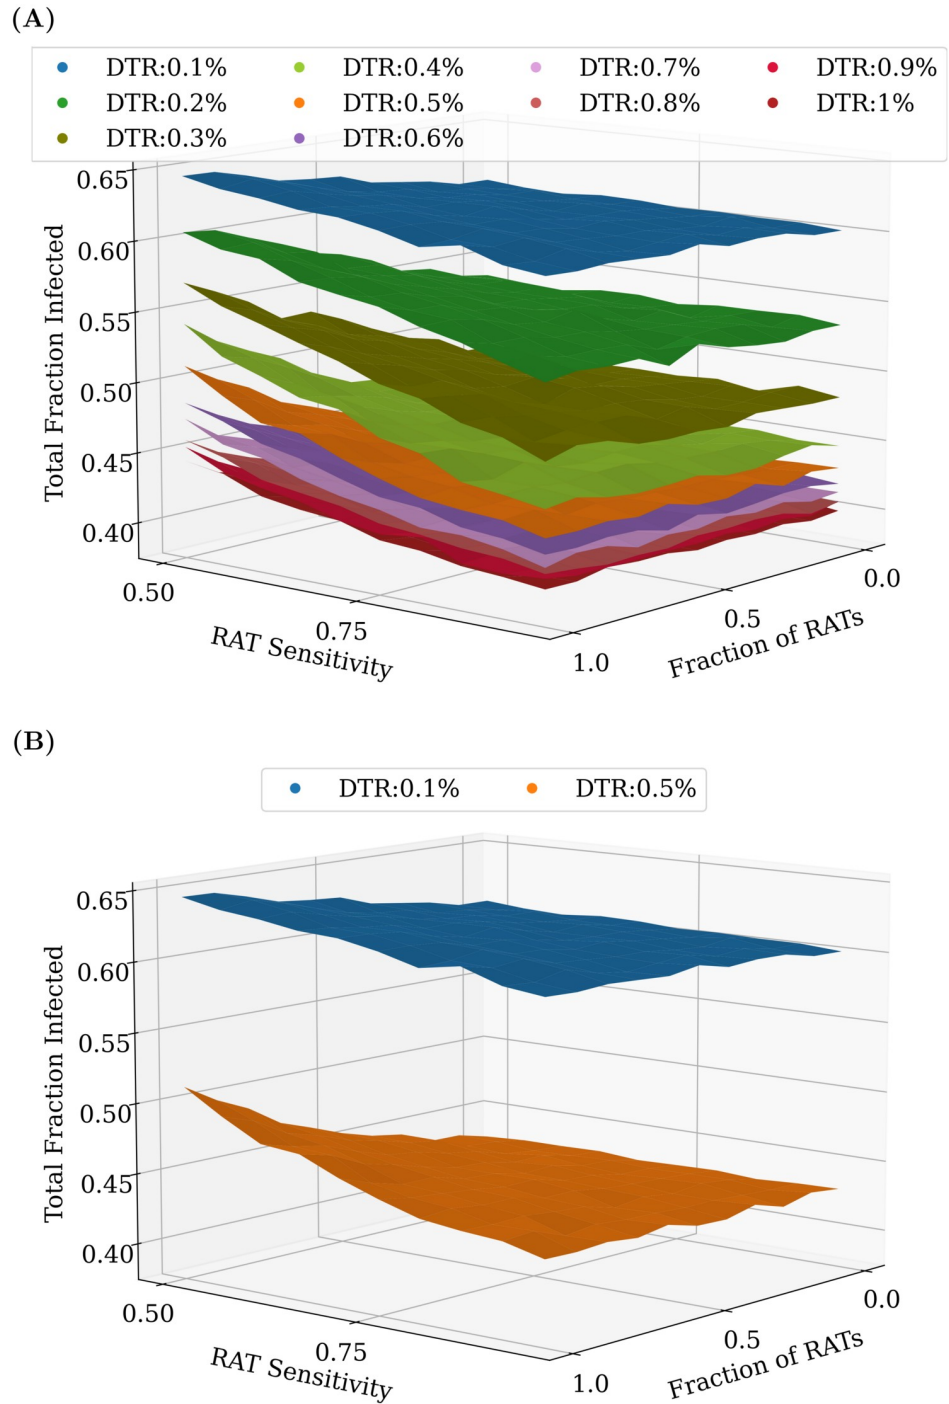 (A)
DTR:0.1% DTR:0.4% DTR:0.7% DTR:0.9%
DTR:0.2% DTR:0.5% DTR:0.8% DTR:1%
DTR:0.3% DTR:0.6%
0.65
0.60
0.55
0.50
0.45
0.40
Total Fraction Infected
0.50
0.75
RAT Sensitivity
0.0
0.5
1.0
Fraction of RATs
(B)
DTR:0.1% DTR:0.5%
0.65
0.60
0.55
0.50
0.45
0.40
Total Fraction Infected
0.50
0.75
RAT Sensitivity
0.0
0.5
1.0
Fraction of RATs